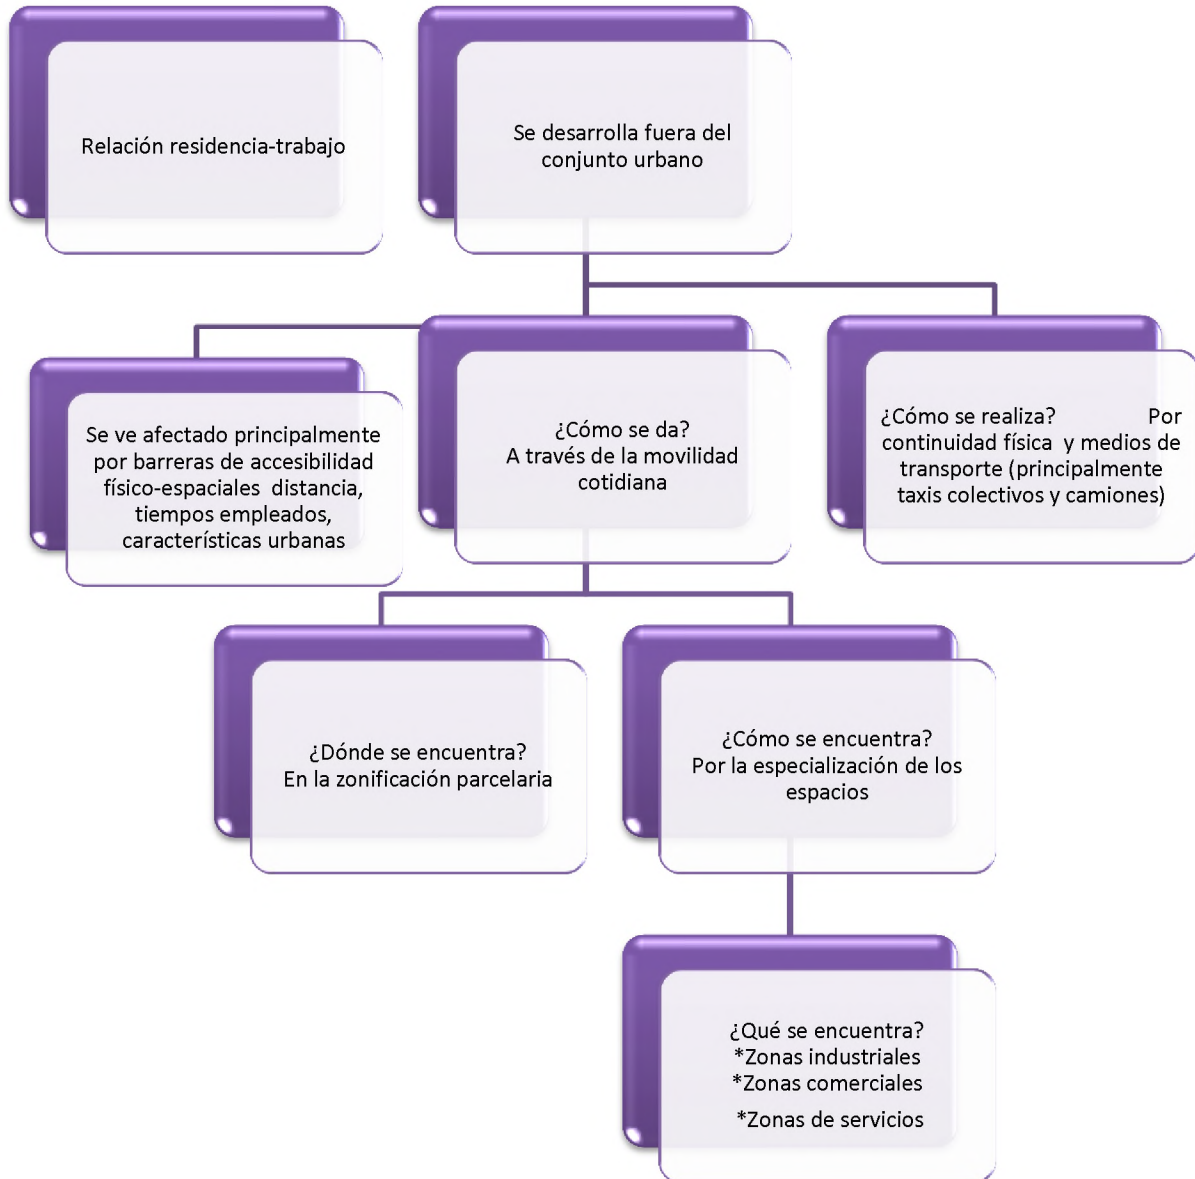 Relación residencia-trabajo
Se desarrolla fuera del
conjunto urbano
Se ve afectado principalmente
por barreras de accesibilidad
físico-espaciales distancia,
tiempos empleados,
características urbanas
¿Cómo se da?
A través de la movilidad
cotidiana
¿Cómo se realiza? Por
continuidad física y medios de
transporte (principalmente
taxis colectivos y camiones)
¿Dónde se encuentra?
En la zonificación parcelaria
¿Cómo se encuentra?
Por la especialización de los
espacios
¿Qué se encuentra?
*Zonas industriales
*Zonas comerciales
*Zonas de servicios